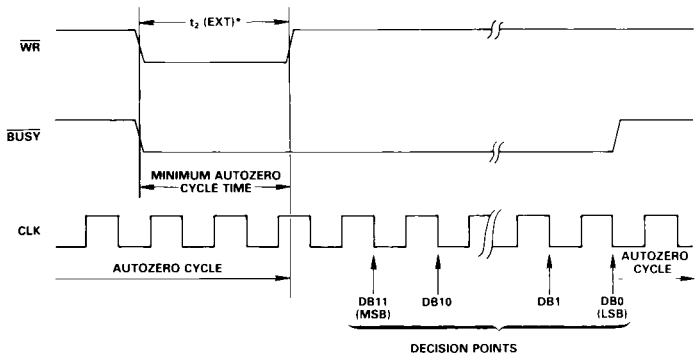 t₂ (EXT)*
WR
BUSY
MINIMUM AUTOZERO
CYCLE TIME
CLK
AUTOZERO CYCLE
AUTOZERO
CYCLE
DB11
(MSB)
DB10
DB1
DB0
(LSB)
DECISION POINTS